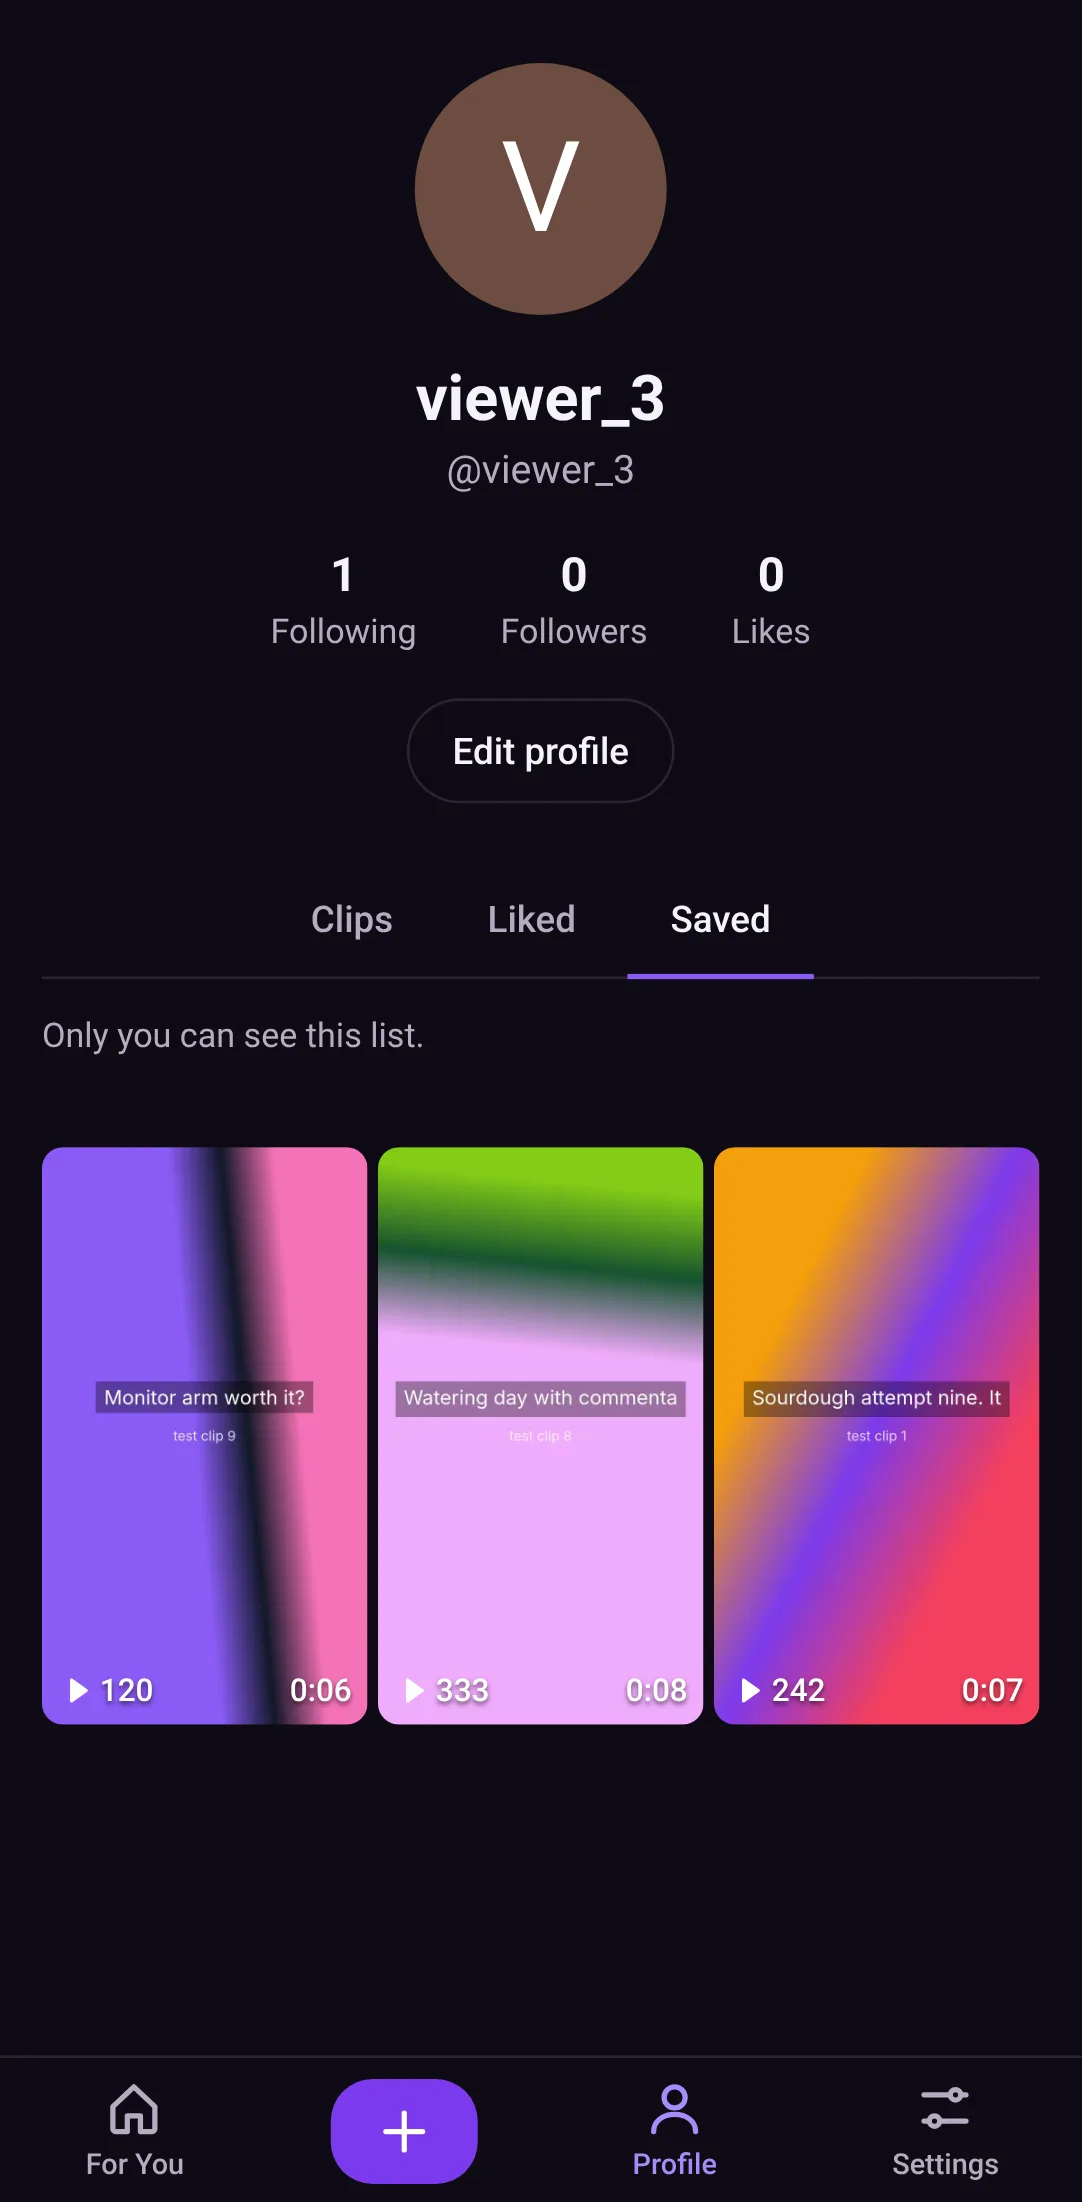 V
viewer_3
@viewer_3
1 0 0
Following Followers Likes
Edit profile
Clips Liked Saved
Only you can see this list.
Monitor arm worth it? Watering day with commenta Sourdough attempt nine. It
test clip 9 test clip 8 test clip 1
120 0:06 333 0:08 242 0:07
For You Profile Settings